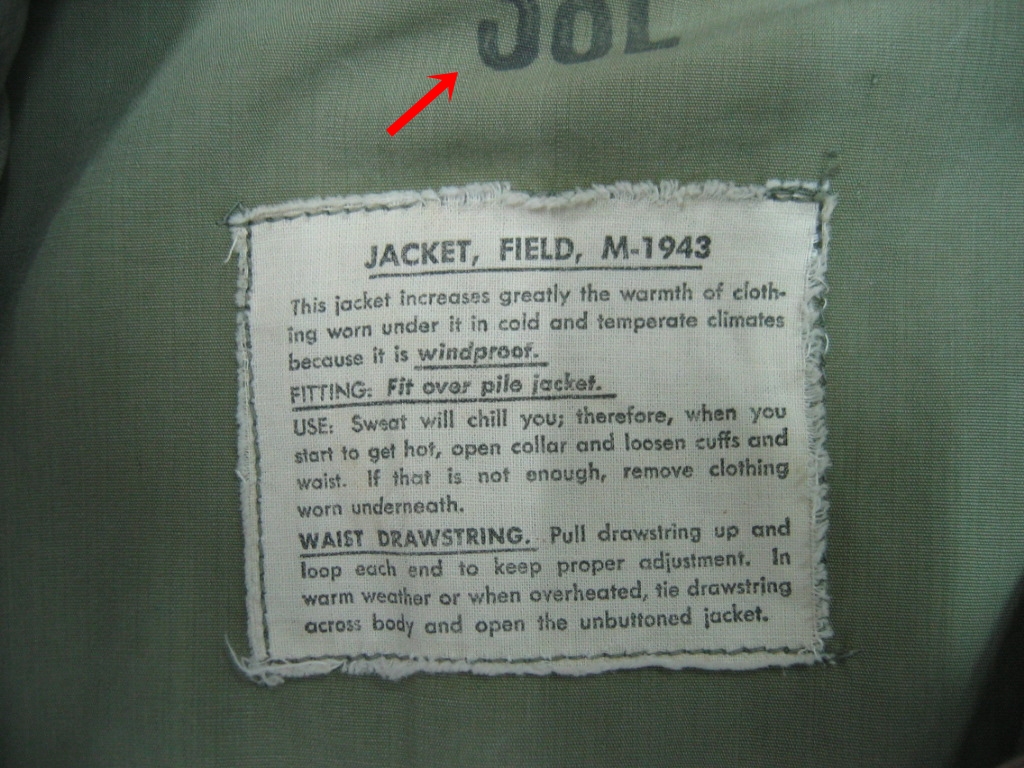 38L
JACKET, FIELD, M-1943
This jacket increases greatly the warmth of cloth-
ing worn under it in cold and temperate climates
because it is windproof.
FITTING: Fit over pile jacket.
USE: Sweat will chill you; therefore, when you
start to get hot, open collar and loosen cuffs and
waist. If that is not enough, remove clothing
worn underneath.
WAIST DRAWSTRING. Pull drawstring up and
loop each end to keep proper adjustment. In
warm weather or when overheated, tie drawstring
across body and open the unbuttoned jacket.